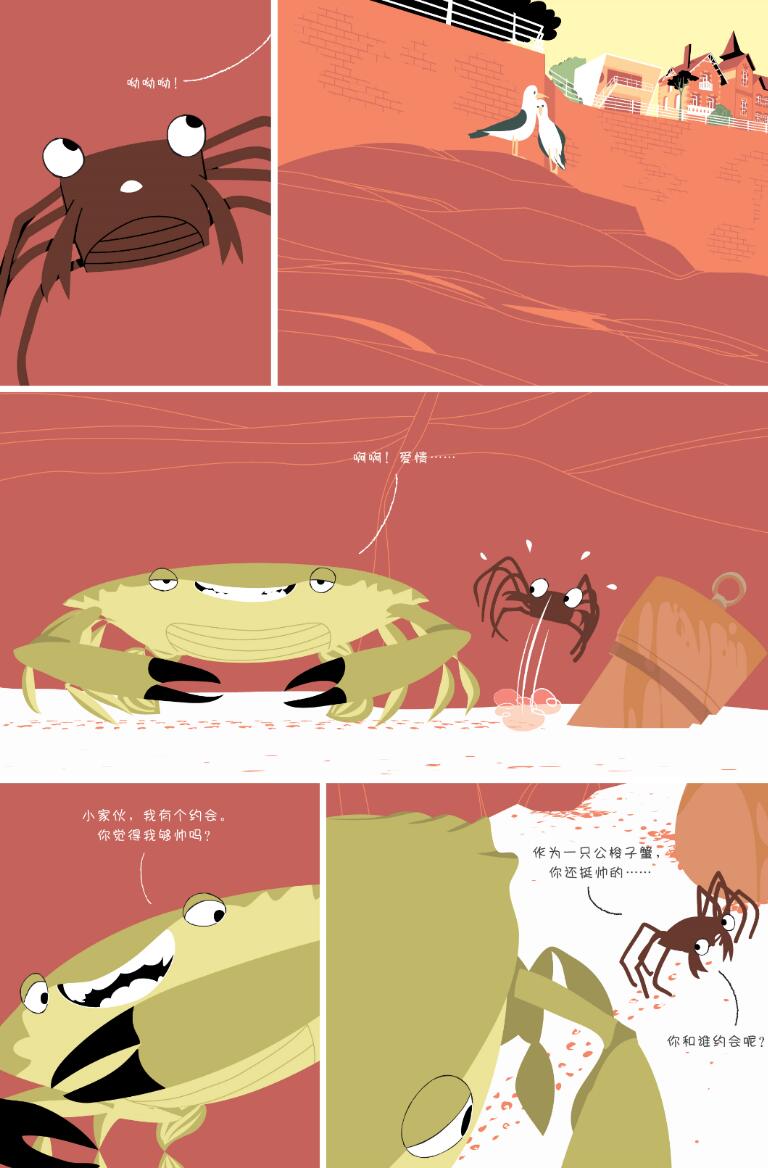 呦呦呦！
啊啊！爱情……
小家伙，我有个约会。
你觉得我够帅吗？
作为一只公梭子蟹，
你还挺帅的……
你和谁约会呢？